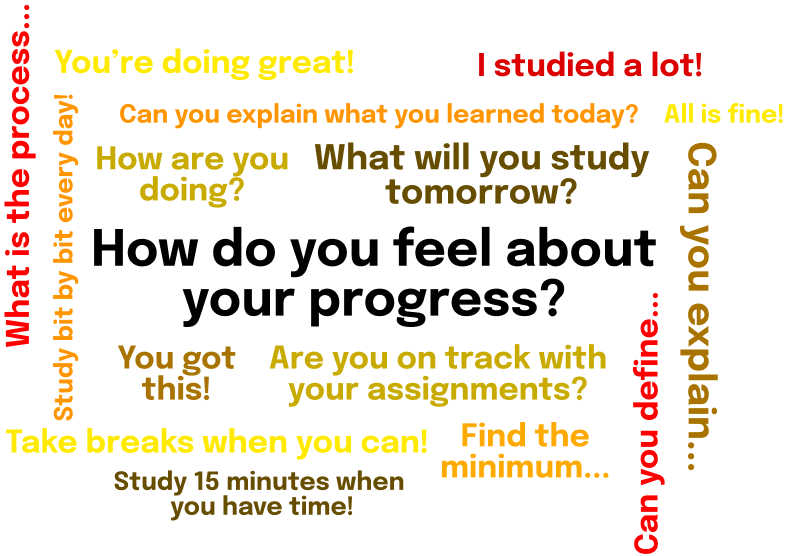 What is the process...
You’re doing great!
I studied a lot!
Study bit by bit every day!
Can you explain what you learned today?
All is fine!
How are you
doing?
What will you study
tomorrow?
Can you explain...
How do you feel about
your progress?
You got
this!
Are you on track with
your assignments?
Can you define...
Take breaks when you can!
Find the
minimum...
Study 15 minutes when
you have time!